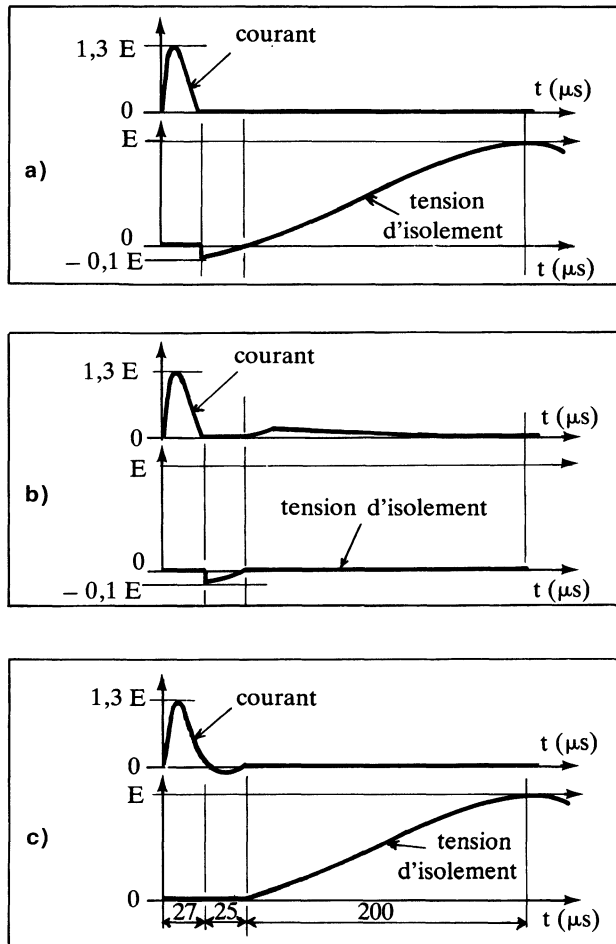 1,3 E
courant
t (μs)
0
E
a)
tension
d'isolement
0
– 0,1 E
t (μs)
1,3 E
courant
t (μs)
0
E
b)
tension d'isolement
0
– 0,1 E
t (μs)
1,3 E
courant
t (μs)
0
E
c)
tension
d'isolement
0
27 25 200
t (μs)